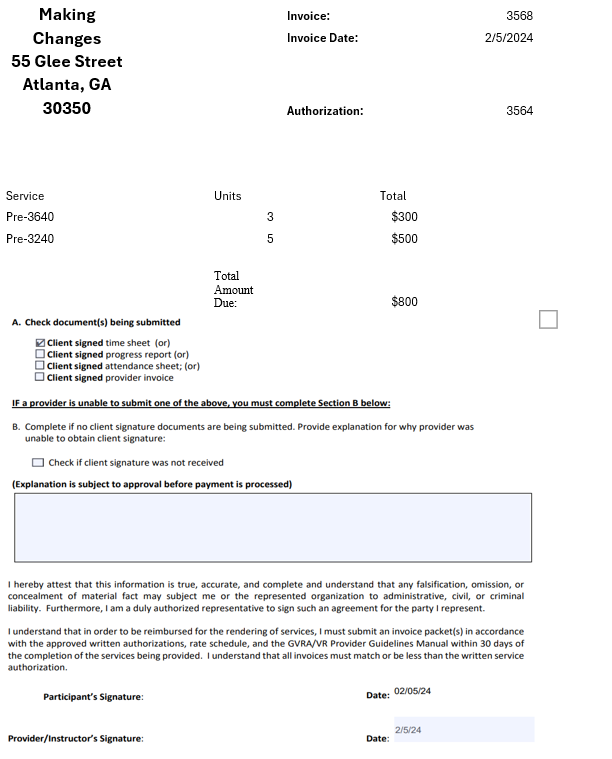 Making
Changes
55 Glee Street
Atlanta, GA
30350
Invoice: 3568
Invoice Date: 2/5/2024
Authorization: 3564
Service Units Total
Pre-3640 3 $300
Pre-3240 5 $500
Total
Amount
Due: $800
A. Check document(s) being submitted
Client signed time sheet (or)
Client signed progress report (or)
Client signed attendance sheet; (or)
Client signed provider invoice
IF a provider is unable to submit one of the above, you must complete Section B below:
B. Complete if no client signature documents are being submitted. Provide explanation for why provider was
unable to obtain client signature:
Check if client signature was not received
(Explanation is subject to approval before payment is processed)
I hereby attest that this information is true, accurate, and complete and understand that any falsification, omission, or
concealment of material fact may subject me or the represented organization to administrative, civil, or criminal
liability. Furthermore, I am a duly authorized representative to sign such an agreement for the party I represent.
I understand that in order to be reimbursed for the rendering of services, I must submit an invoice packet(s) in accordance
with the approved written authorizations, rate schedule, and the GVRA/VR Provider Guidelines Manual within 30 days of
the completion of the services being provided. I understand that all invoices must match or be less than the written service
authorization.
Participant's Signature: Date: 02/05/24
Provider/Instructor's Signature: Date: 2/5/24